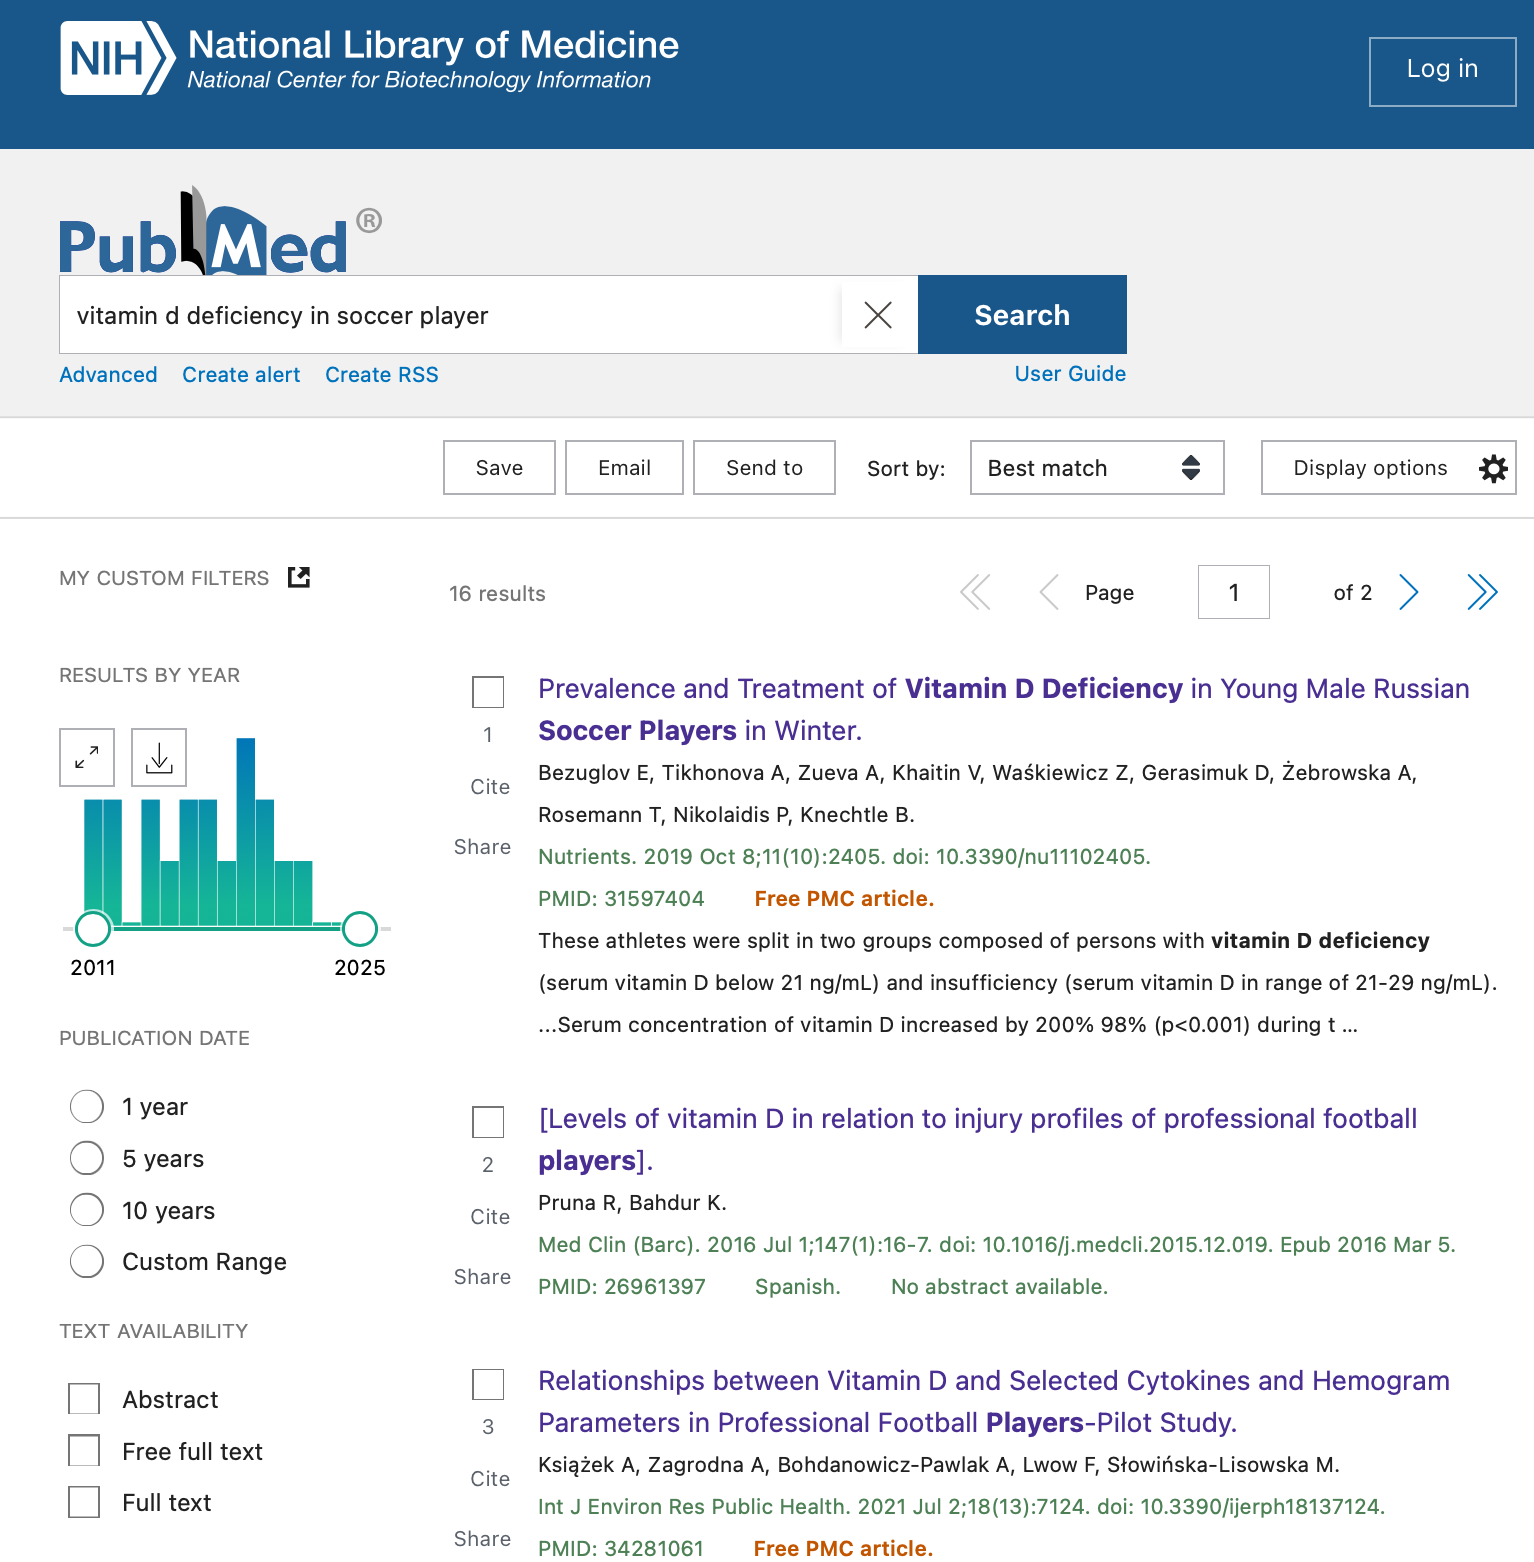 NIH National Library of Medicine
National Center for Biotechnology Information
Log in
PubMed®
vitamin d deficiency in soccer player
Search
Advanced Create alert Create RSS User Guide
Save Email Send to Sort by: Best match Display options
MY CUSTOM FILTERS
16 results Page 1 of 2
RESULTS BY YEAR
2011 2025
PUBLICATION DATE
1 year
5 years
10 years
Custom Range
TEXT AVAILABILITY
Abstract
Free full text
Full text
1
Cite
Share
Prevalence and Treatment of Vitamin D Deficiency in Young Male Russian
Soccer Players in Winter.
Bezuglov E, Tikhonova A, Zueva A, Khaitin V, Waśkiewicz Z, Gerasimuk D, Żebrowska A,
Rosemann T, Nikolaidis P, Knechtle B.
Nutrients. 2019 Oct 8;11(10):2405. doi: 10.3390/nu11102405.
PMID: 31597404 Free PMC article.
These athletes were split in two groups composed of persons with vitamin D deficiency
(serum vitamin D below 21 ng/mL) and insufficiency (serum vitamin D in range of 21-29 ng/mL).
...Serum concentration of vitamin D increased by 200% 98% (p<0.001) during t ...
2
Cite
Share
[Levels of vitamin D in relation to injury profiles of professional football
players].
Pruna R, Bahdur K.
Med Clin (Barc). 2016 Jul 1;147(1):16-7. doi: 10.1016/j.medcli.2015.12.019. Epub 2016 Mar 5.
PMID: 26961397 Spanish. No abstract available.
3
Cite
Share
Relationships between Vitamin D and Selected Cytokines and Hemogram
Parameters in Professional Football Players-Pilot Study.
Książek A, Zagrodna A, Bohdanowicz-Pawlak A, Lwow F, Słowińska-Lisowska M.
Int J Environ Res Public Health. 2021 Jul 2;18(13):7124. doi: 10.3390/ijerph18137124.
PMID: 34281061 Free PMC article.